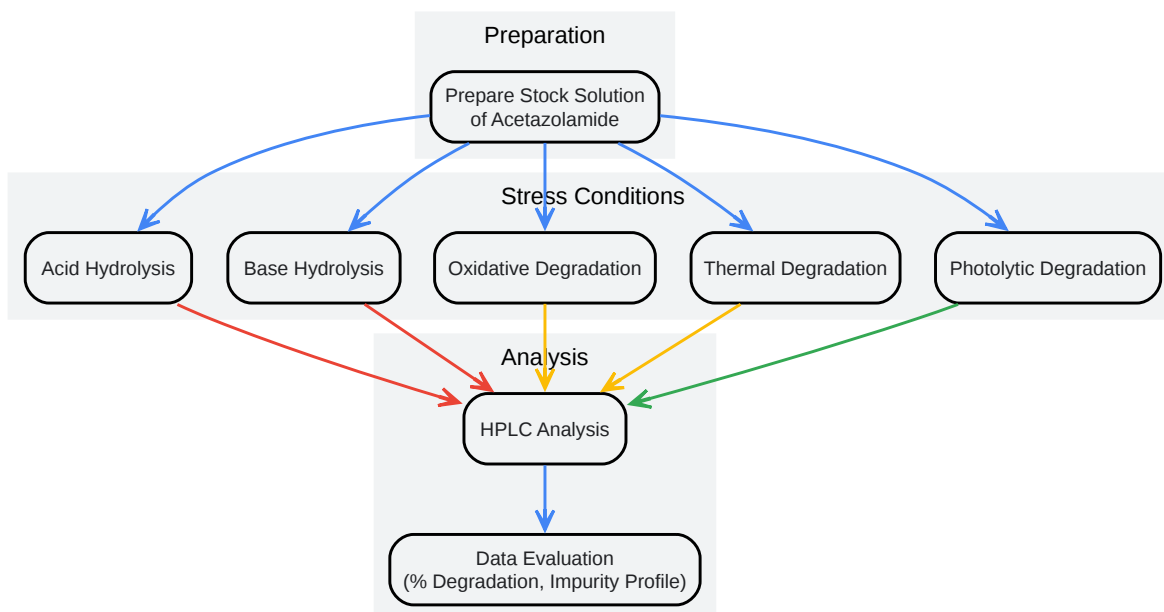 Preparation
Prepare Stock Solution
of Acetazolamide
Stress Conditions
Acid Hydrolysis
Base Hydrolysis
Oxidative Degradation
Thermal Degradation
Photolytic Degradation
Analysis
HPLC Analysis
Data Evaluation
(% Degradation, Impurity Profile)